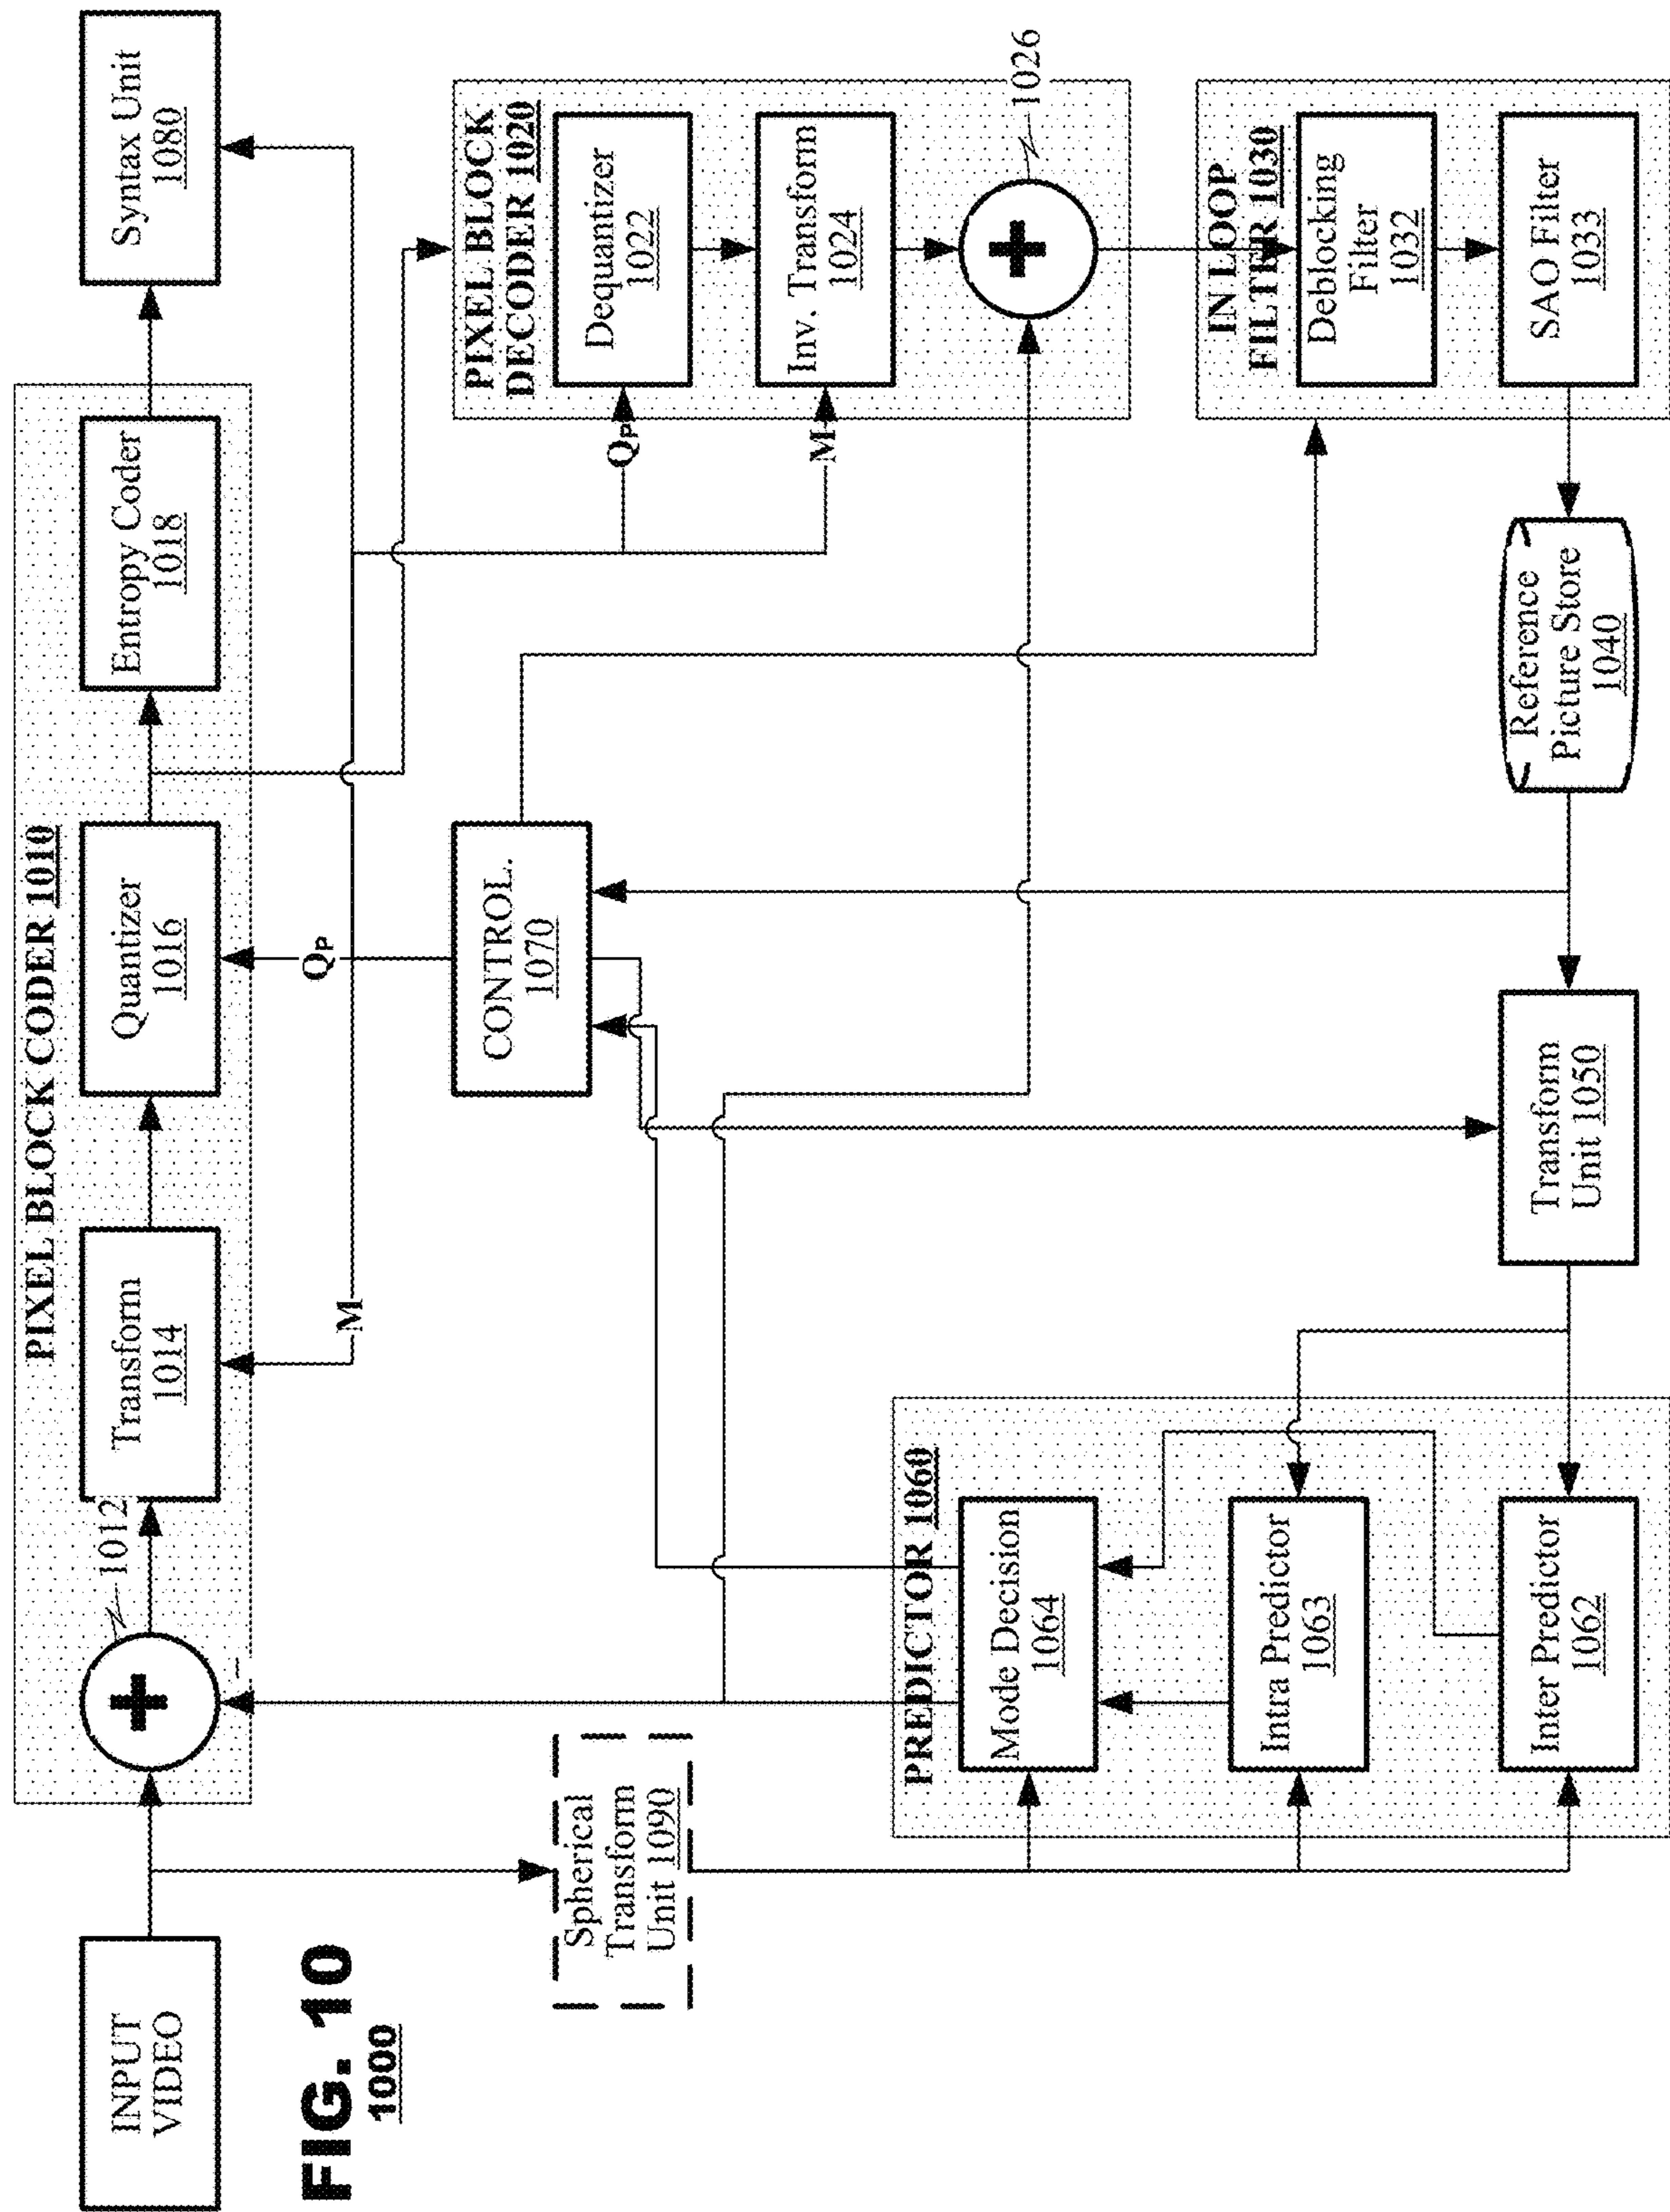 INPUT
VIDEO
FIG. 10
1000
PIXEL BLOCK CODER 1010
1012
–
Transform
1014
Quantizer
1016
Entropy Coder
1018
Syntax Unit
1080
M
QP
CONTROL.
1070
Spherical
Transform
Unit 1090
PIXEL BLOCK
DECODER 1020
Dequantizer
1022
QP
Inv. Transform
1024
M
1026
PREDICTOR 1060
Mode Decision
1064
Intra Predictor
1063
Inter Predictor
1062
Transform
Unit 1050
Reference
Picture Store
1040
IN LOOP
FILTER 1030
Deblocking
Filter
1032
SAO Filter
1033